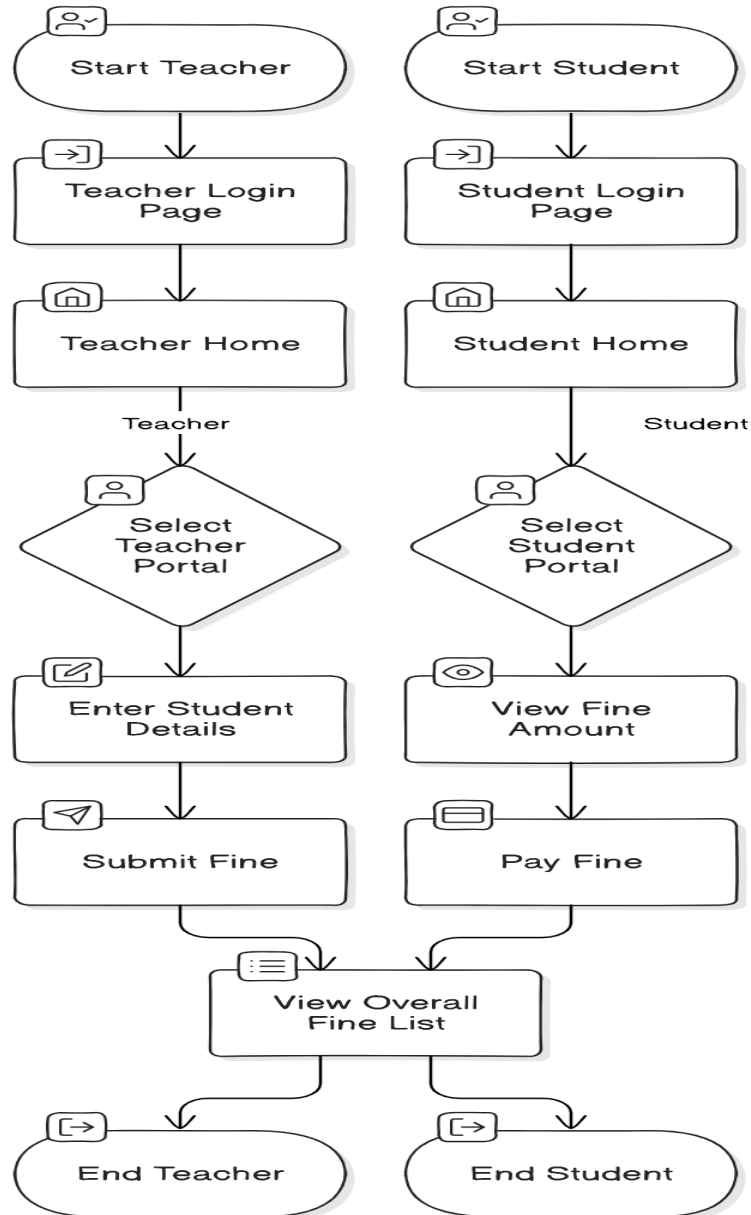 Start Teacher
Start Student
Teacher Login
Page
Student Login
Page
Teacher Home
Student Home
Teacher
Student
Select
Teacher
Portal
Select
Student
Portal
Enter Student
Details
View Fine
Amount
Submit Fine
Pay Fine
View Overall
Fine List
End Teacher
End Student